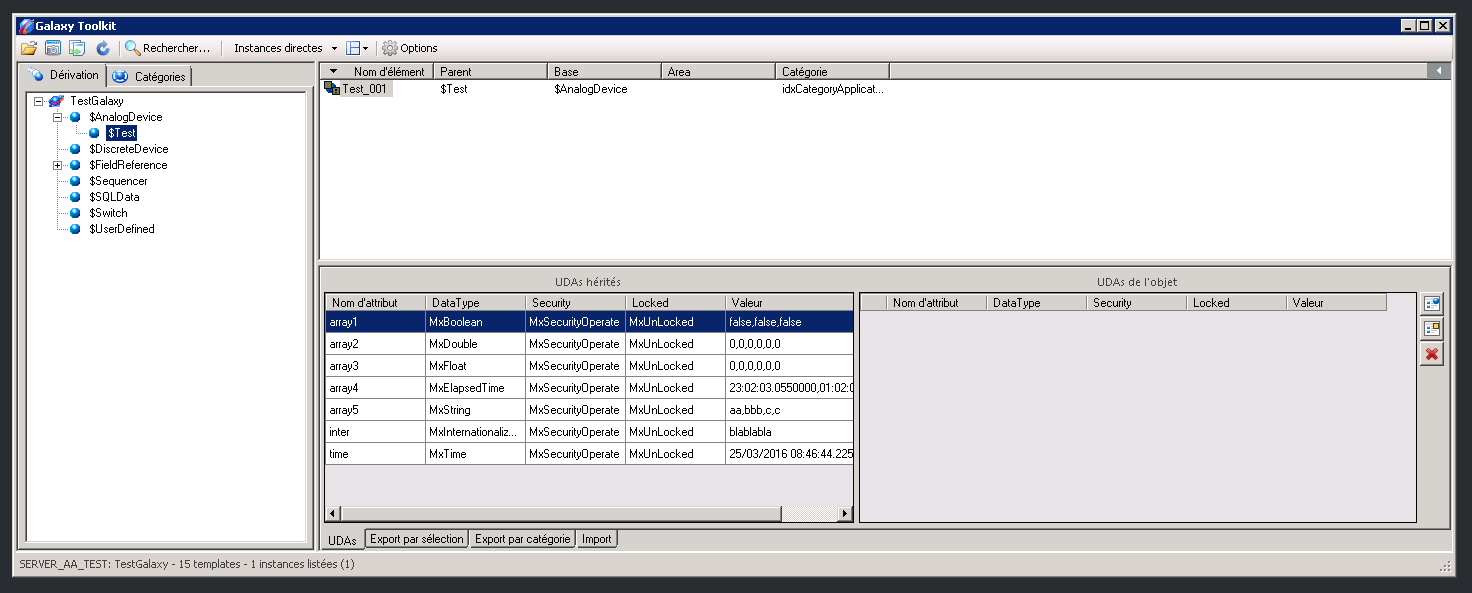 Galaxy Toolkit
Rechercher... Instances directes Options
Dérivation Catégories
TestGalaxy
$AnalogDevice
$Test
$DiscreteDevice
$FieldReference
$Sequencer
$SQLData
$Switch
$UserDefined
Nom d'élément Parent Base Area Catégorie
Test_001 $Test $AnalogDevice idxCategoryApplicat...
UDAs hérités
Nom d'attribut DataType Security Locked Valeur
array1 MxBoolean MxSecurityOperate MxUnLocked false,false,false
array2 MxDouble MxSecurityOperate MxUnLocked 0,0,0,0,0,0
array3 MxFloat MxSecurityOperate MxUnLocked 0,0,0,0,0,0
array4 MxElapsedTime MxSecurityOperate MxUnLocked 23:02:03.0550000,01:02:0
array5 MxString MxSecurityOperate MxUnLocked aa,bbb,c,c
inter MxInternationaliz... MxSecurityOperate MxUnLocked blablabla
time MxTime MxSecurityOperate MxUnLocked 25/03/2016 08:46:44.225
UDAs de l'objet
Nom d'attribut DataType Security Locked Valeur
UDAs Export par sélection Export par catégorie Import
SERVER_AA_TEST: TestGalaxy - 15 templates - 1 instances listées (1)